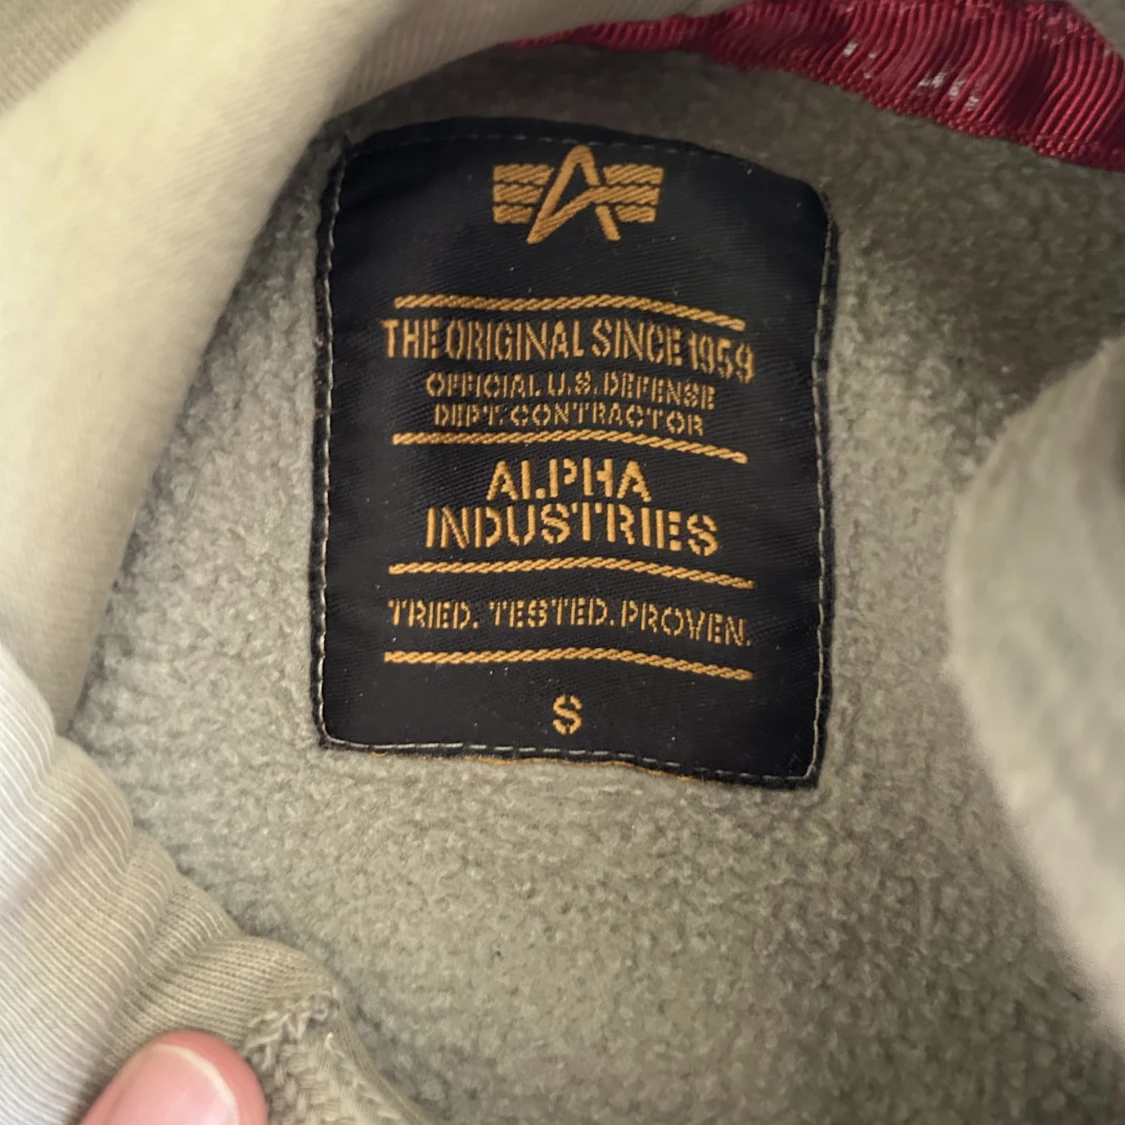 THE ORIGINAL SINCE 1959
OFFICIAL U.S. DEFENSE
DEPT. CONTRACTOR
ALPHA
INDUSTRIES
TRIED. TESTED. PROVEN.
S